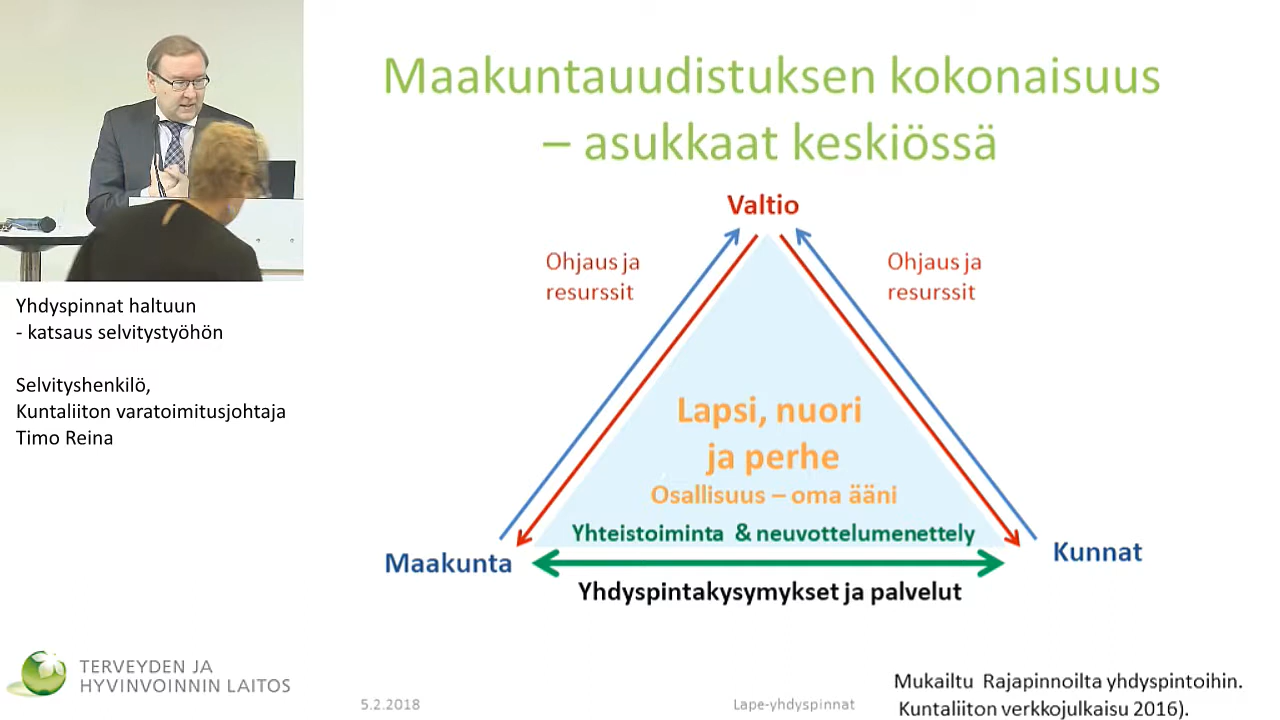 Maakuntauudistuksen kokonaisuus
– asukkaat keskiössä
Valtio
Ohjaus ja
resurssit
Ohjaus ja
resurssit
Lapsi, nuori
ja perhe
Osallisuus – oma ääni
Yhteistoiminta & neuvottelumenettely
Maakunta
Kunnat
Yhdyspintakysymykset ja palvelut
Yhdyspinnat haltuun
- katsaus selvitystyöhön
Selvityshenkilö,
Kuntaliiton varatoimitusjohtaja
Timo Reina
TERVEYDEN JA
HYVINVOINNIN LAITOS
5.2.2018
Lape-yhdyspinnat
Mukailtu Rajapinnoilta yhdyspintoihin.
Kuntaliiton verkkojulkaisu 2016).